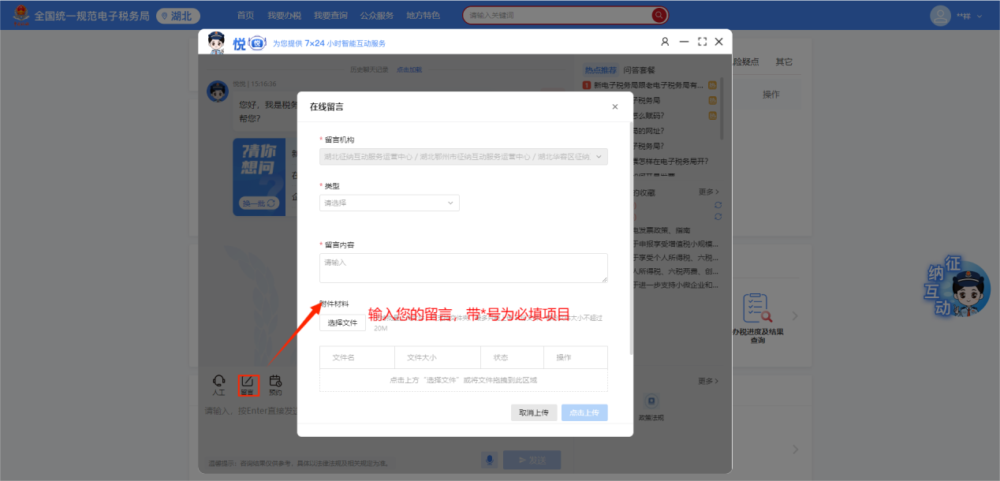 全国统一规范电子税务局
湖北
首页 我要办税 我要查询 公众服务 地方特色
请输入关键词
**祥
悦 悦 为您提供 7×24 小时智能互动服务
历史聊天记录 点击加载
热点推荐 问答套餐
险疑点 其它
悦悦 | 15:16:36
1 新电子税务局跟老电子税务局有... 热
您好，我是税务
帮您？
在线留言
子税务局 热
怎么赋码? 热
操作
局的网址?
子税务局?
票怎样在电子税务局开?
* 留言机构
湖北征纳互动服务运营中心 / 湖北鄂州市征纳互动服务运营中心 / 湖北华容区征纳
猜你
想问
换一批
* 类型
请选择
的收藏 更多>
电发票政策、指南
于申报享受增值税小规模...
于享受个人所得税、六税...
人所得税、六税两费、创...
于进一步支持小微企业和...
* 留言内容
请输入
附件材料
选择文件
输入您的留言，带*号为必填项目
大小不超过
20M
文件名 文件大小 状态 操作
点击上方“选择文件”或将文件拖拽到此区域
取消上传 点击上传
人工 留言 预约
请输入，按Enter直接发送
温馨提示：咨询结果仅供参考，具体以法律法规及相关规定为准。
发送
征
纳
互
动
办税进度及结果
查询
更多>
政策法规